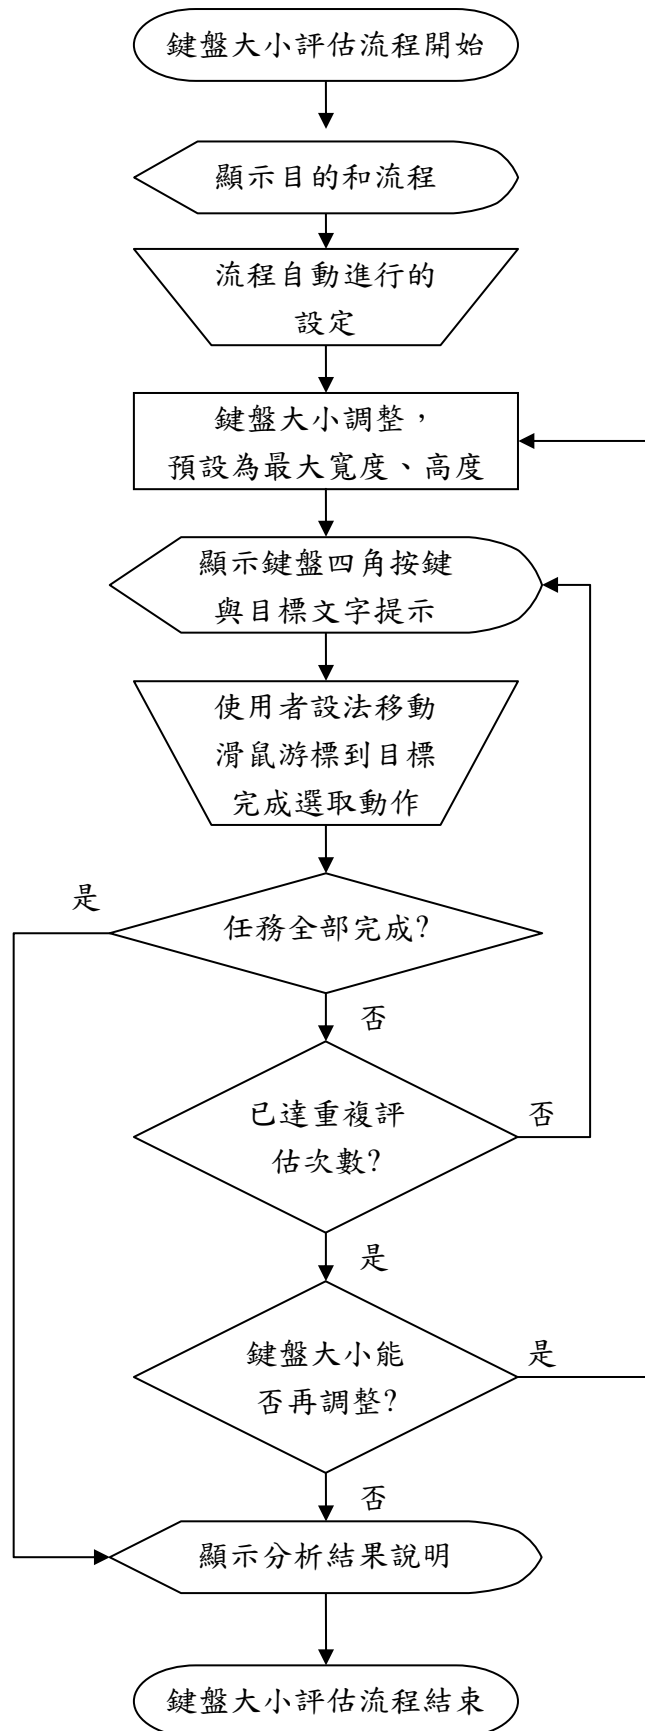 鍵盤大小評估流程開始
顯示目的和流程
流程自動進行的
設定
鍵盤大小調整，
預設為最大寬度、高度
顯示鍵盤四角按鍵
與目標文字提示
使用者設法移動
滑鼠游標到目標
完成選取動作
是
任務全部完成?
否
已達重複評
估次數?
否
是
鍵盤大小能
否再調整?
是
否
顯示分析結果說明
鍵盤大小評估流程結束